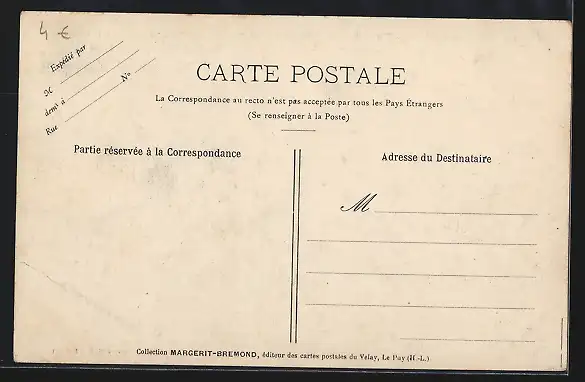 4 €
Expédié par
M
demt à
N°
Rue
CARTE POSTALE
La Correspondance au recto n'est pas acceptée par tous les Pays Étrangers
(Se renseigner à la Poste)
Partie réservée à la Correspondance
Adresse du Destinataire
M
Collection MARGERIT-BREMOND, éditeur des cartes postales du Velay, Le Puy (H.-L.)